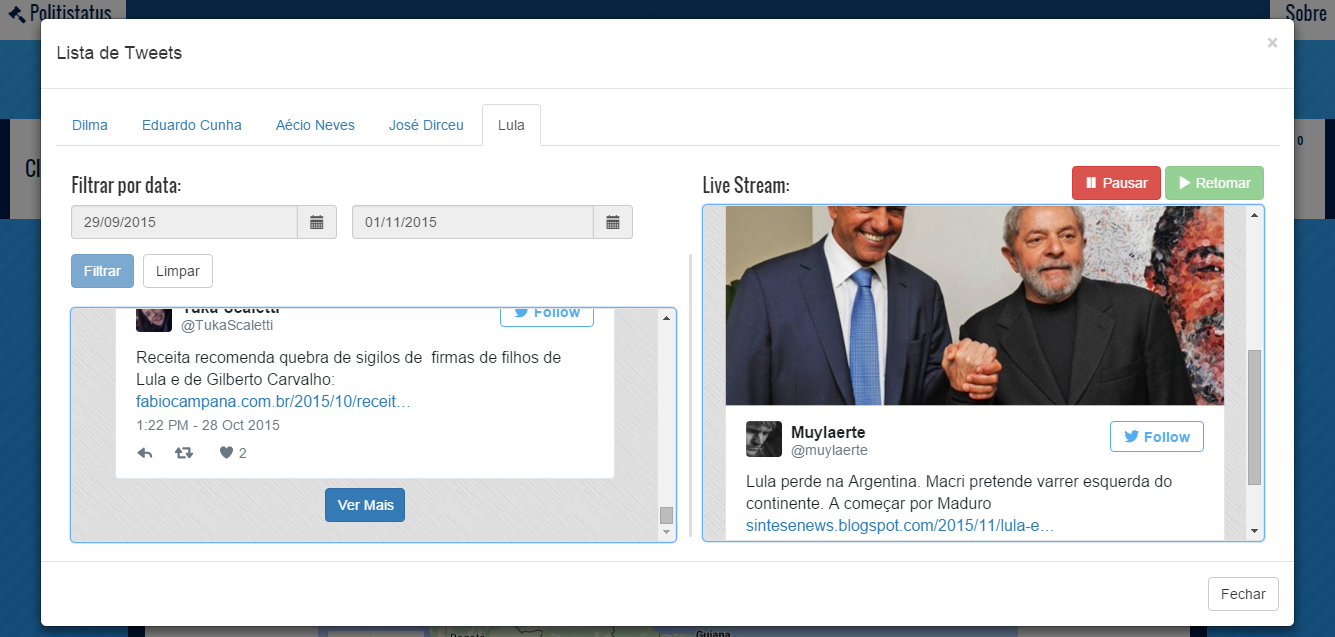 Politistatus
Sobre
Lista de Tweets
×
Dilma
Eduardo Cunha
Aécio Neves
José Dirceu
Lula
Filtrar por data:
29/09/2015
01/11/2015
Filtrar
Limpar
Tuka Scaletti
@TukaScaletti
Follow
Receita recomenda quebra de sigilos de firmas de filhos de
Lula e de Gilberto Carvalho:
fabiocampana.com.br/2015/10/receit…
1:22 PM - 28 Oct 2015
2
Ver Mais
Live Stream:
Pausar
Retomar
Muylaerte
@muylaerte
Follow
Lula perde na Argentina. Macri pretende varrer esquerda do
continente. A começar por Maduro
sintesenews.blogspot.com/2015/11/lula-e…
Fechar
Bogotá
Guiana